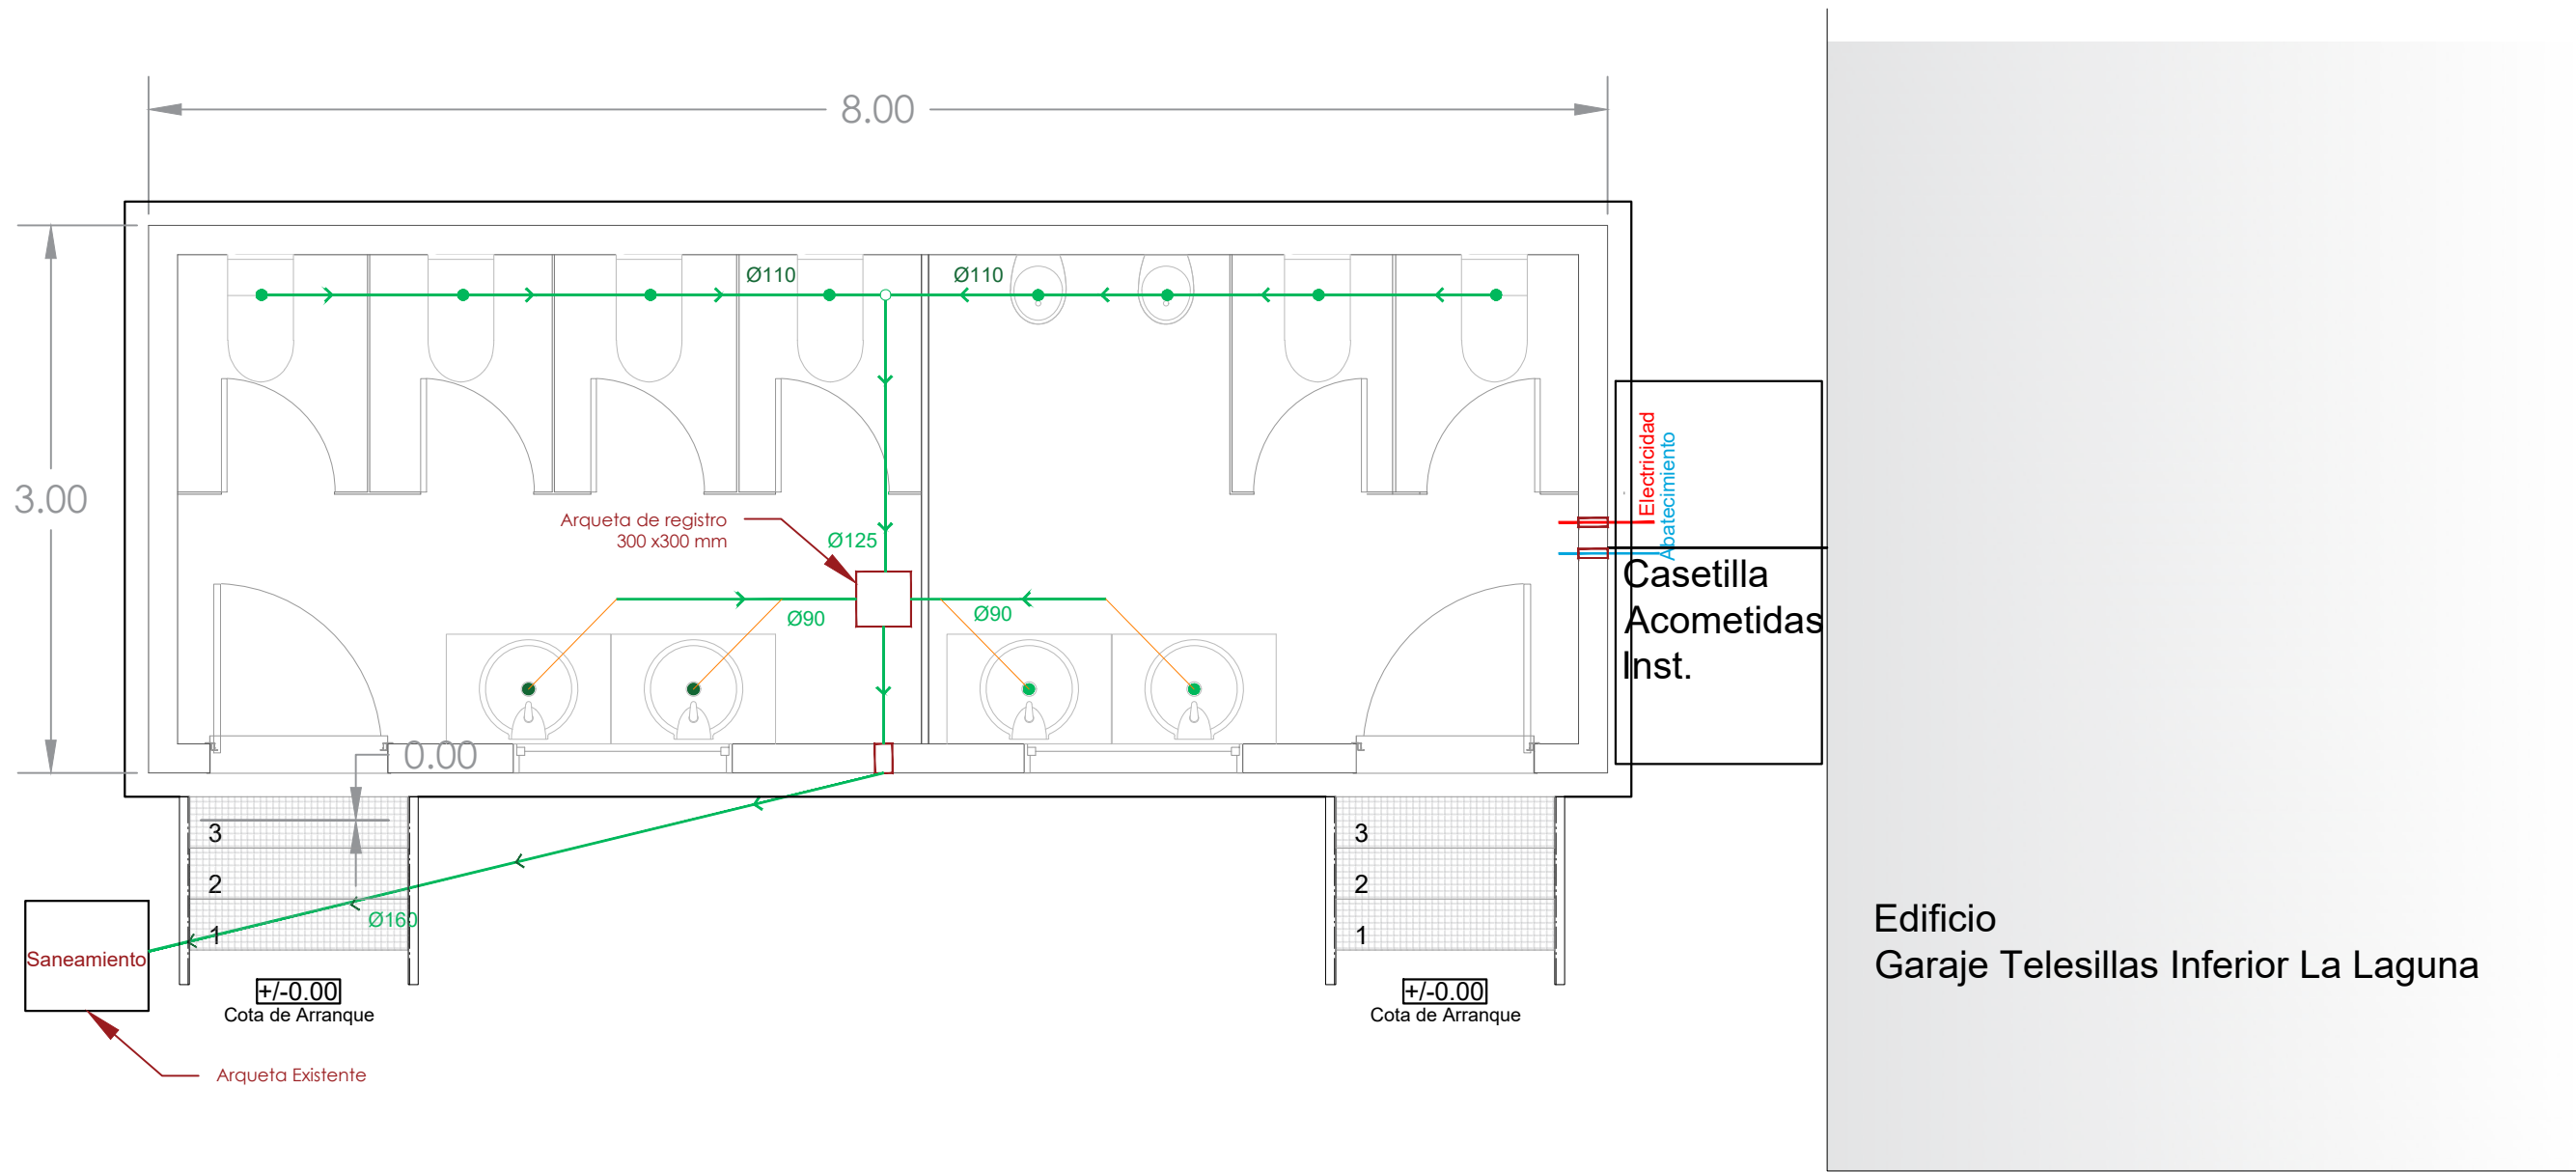 8.00
Ø110
Ø110
3.00
Electricidad
Abatecimiento
Arqueta de registro
300 x300 mm
Ø125
Casetilla
Acometidas
Inst.
Ø90
Ø90
0.00
3
2
1
3
2
1
Ø160
Saneamiento
+/-0.00
Cota de Arranque
+/-0.00
Cota de Arranque
Edificio
Garaje Telesillas Inferior La Laguna
Arqueta Existente